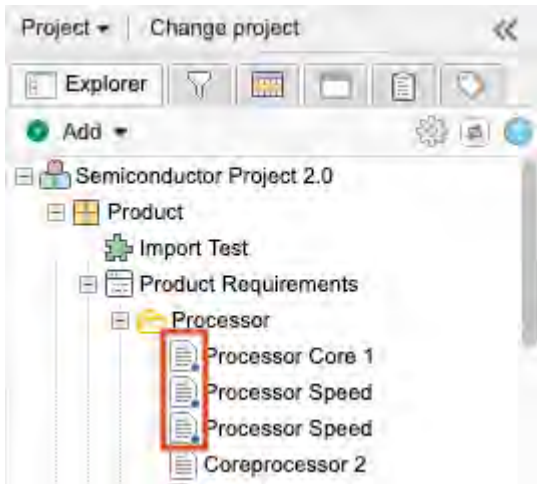 Project Change project
Explorer
Add
Semiconductor Project 2.0
Product
Import Test
Product Requirements
Processor
Processor Core 1
Processor Speed
Processor Speed
Coreprocessor 2